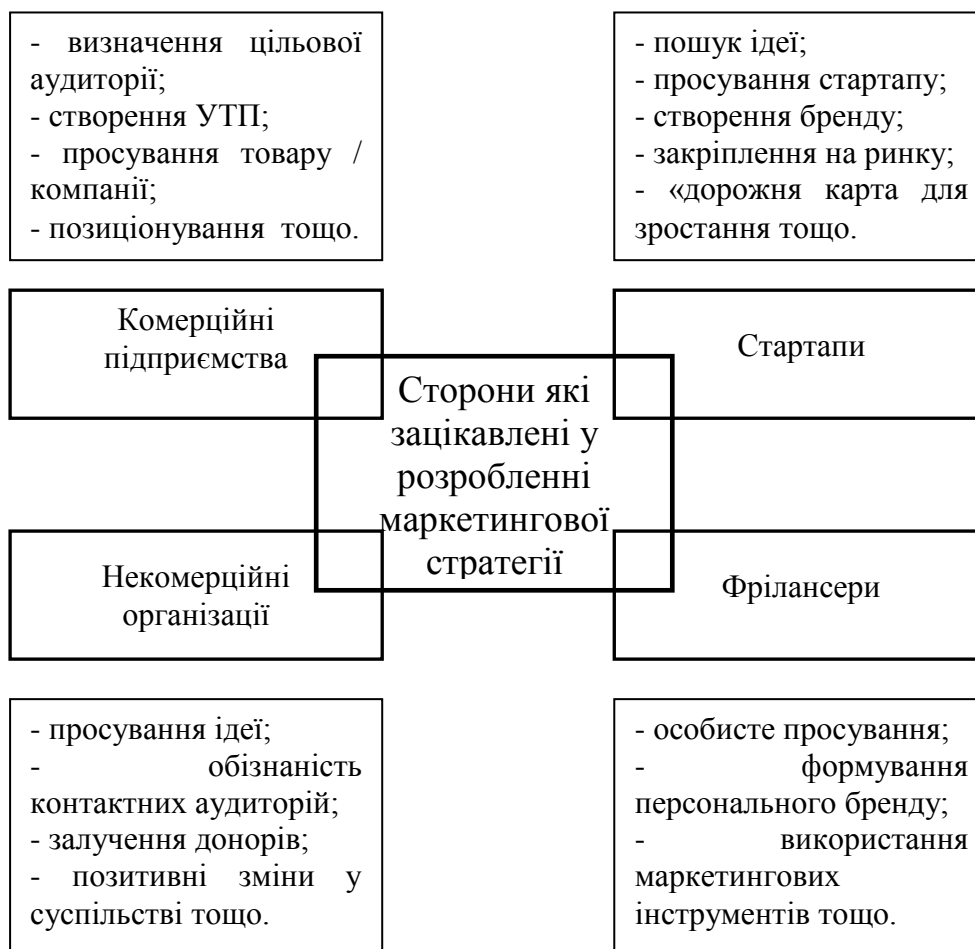 - визначення цільової
аудиторії;
- створення УТП;
- просування товару /
компанії;
- позиціонування тощо.
- пошук ідеї;
- просування стартапу;
- створення бренду;
- закріплення на ринку;
- «дорожня карта для
зростання тощо.
Комерційні
підприємства
Стартапи
Сторони які
зацікавлені у
розробленні
маркетингової
стратегії
Некомерційні
організації
Фрілансери
- просування ідеї;
- обізнаність
контактних аудиторій;
- залучення донорів;
- позитивні зміни у
суспільстві тощо.
- особисте просування;
- формування
персонального бренду;
- використання
маркетингових
інструментів тощо.